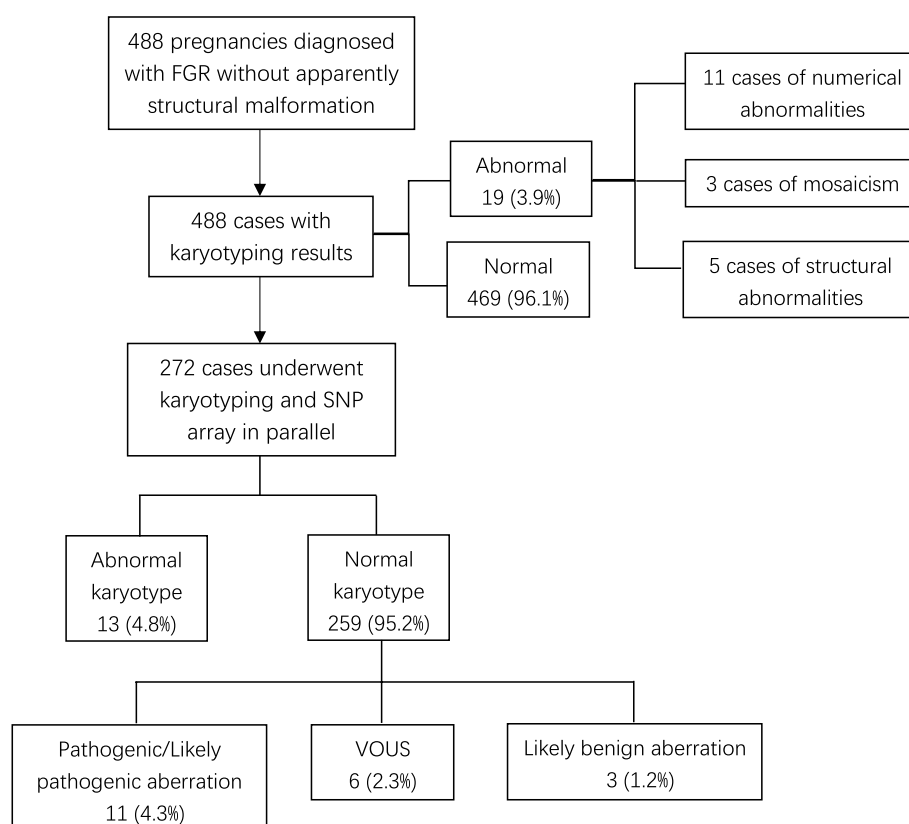 488 pregnancies diagnosed
with FGR without apparently
structural malformation
11 cases of numerical
abnormalities
Abnormal
19 (3.9%)
3 cases of mosaicism
488 cases with
karyotyping results
Normal
469 (96.1%)
5 cases of structural
abnormalities
272 cases underwent
karyotyping and SNP
array in parallel
Abnormal
karyotype
13 (4.8%)
Normal
karyotype
259 (95.2%)
Pathogenic/Likely
pathogenic aberration
11 (4.3%)
VOUS
6 (2.3%)
Likely benign aberration
3 (1.2%)